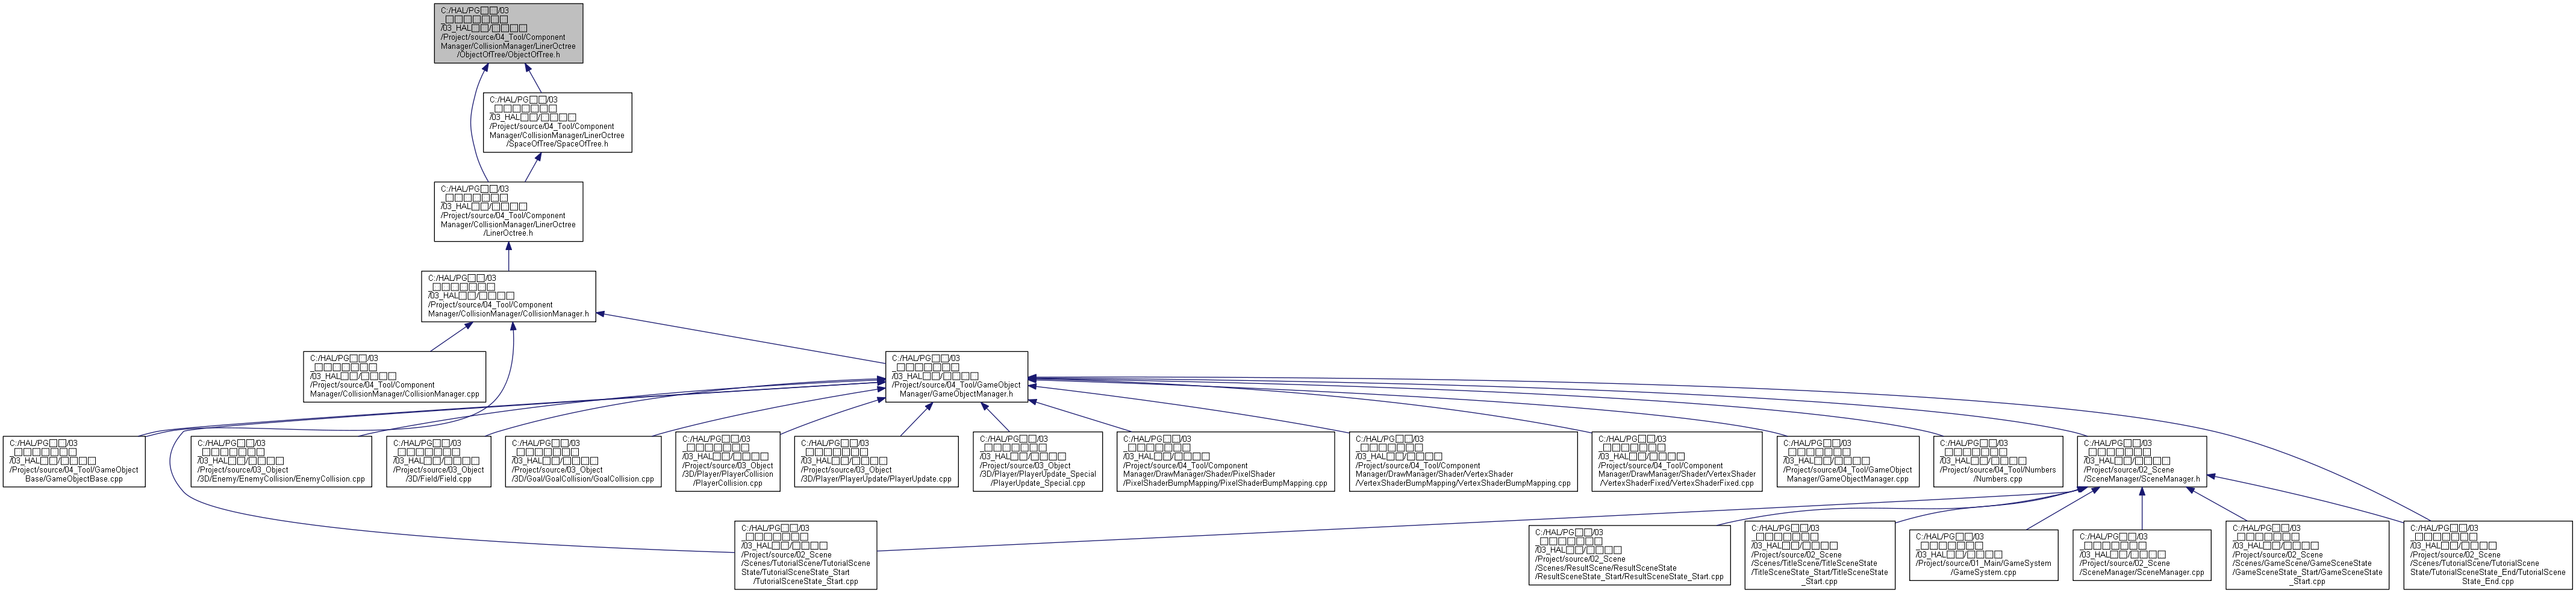 C:/HAL/PG□□/03
_□□□□□□□
/03_HAL□□/□□□□
/Project/source/04_Tool/Component
Manager/CollisionManager/LinerOctree
/ObjectOfTree/ObjectOfTree.h
C:/HAL/PG□□/03
_□□□□□□□
/03_HAL□□/□□□□
/Project/source/04_Tool/Component
Manager/CollisionManager/LinerOctree
/SpaceOfTree/SpaceOfTree.h
C:/HAL/PG□□/03
_□□□□□□□
/03_HAL□□/□□□□
/Project/source/04_Tool/Component
Manager/CollisionManager/LinerOctree
/LinerOctree.h
C:/HAL/PG□□/03
_□□□□□□□
/03_HAL□□/□□□□
/Project/source/04_Tool/Component
Manager/CollisionManager/CollisionManager.h
C:/HAL/PG□□/03
_□□□□□□□
/03_HAL□□/□□□□
/Project/source/04_Tool/Component
Manager/CollisionManager/CollisionManager.cpp
C:/HAL/PG□□/03
_□□□□□□□
/03_HAL□□/□□□□
/Project/source/04_Tool/GameObject
Manager/GameObjectManager.h
C:/HAL/PG□□/03
_□□□□□□□
/03_HAL□□/□□□□
/Project/source/04_Tool/GameObject
Base/GameObjectBase.cpp
C:/HAL/PG□□/03
_□□□□□□□
/03_HAL□□/□□□□
/Project/source/03_Object
/3D/Enemy/EnemyCollision/EnemyCollision.cpp
C:/HAL/PG□□/03
_□□□□□□□
/03_HAL□□/□□□□
/Project/source/03_Object
/3D/Field/Field.cpp
C:/HAL/PG□□/03
_□□□□□□□
/03_HAL□□/□□□□
/Project/source/03_Object
/3D/Goal/GoalCollision/GoalCollision.cpp
C:/HAL/PG□□/03
_□□□□□□□
/03_HAL□□/□□□□
/Project/source/03_Object
/3D/Player/PlayerCollision
/PlayerCollision.cpp
C:/HAL/PG□□/03
_□□□□□□□
/03_HAL□□/□□□□
/Project/source/03_Object
/3D/Player/PlayerUpdate/PlayerUpdate.cpp
C:/HAL/PG□□/03
_□□□□□□□
/03_HAL□□/□□□□
/Project/source/03_Object
/3D/Player/PlayerUpdate_Special
/PlayerUpdate_Special.cpp
C:/HAL/PG□□/03
_□□□□□□□
/03_HAL□□/□□□□
/Project/source/04_Tool/Component
Manager/DrawManager/Shader/PixelShader
/PixelShaderBumpMapping/PixelShaderBumpMapping.cpp
C:/HAL/PG□□/03
_□□□□□□□
/03_HAL□□/□□□□
/Project/source/04_Tool/Component
Manager/DrawManager/Shader/VertexShader
/VertexShaderBumpMapping/VertexShaderBumpMapping.cpp
C:/HAL/PG□□/03
_□□□□□□□
/03_HAL□□/□□□□
/Project/source/04_Tool/Component
Manager/DrawManager/Shader/VertexShader
/VertexShaderFixed/VertexShaderFixed.cpp
C:/HAL/PG□□/03
_□□□□□□□
/03_HAL□□/□□□□
/Project/source/04_Tool/GameObject
Manager/GameObjectManager.cpp
C:/HAL/PG□□/03
_□□□□□□□
/03_HAL□□/□□□□
/Project/source/04_Tool/Numbers
/Numbers.cpp
C:/HAL/PG□□/03
_□□□□□□□
/03_HAL□□/□□□□
/Project/source/02_Scene
/SceneManager/SceneManager.h
C:/HAL/PG□□/03
_□□□□□□□
/03_HAL□□/□□□□
/Project/source/02_Scene
/Scenes/TutorialScene/TutorialScene
State/TutorialSceneState_Start
/TutorialSceneState_Start.cpp
C:/HAL/PG□□/03
_□□□□□□□
/03_HAL□□/□□□□
/Project/source/02_Scene
/Scenes/ResultScene/ResultSceneState
/ResultSceneState_Start/ResultSceneState_Start.cpp
C:/HAL/PG□□/03
_□□□□□□□
/03_HAL□□/□□□□
/Project/source/02_Scene
/Scenes/TitleScene/TitleSceneState
/TitleSceneState_Start/TitleSceneState
_Start.cpp
C:/HAL/PG□□/03
_□□□□□□□
/03_HAL□□/□□□□
/Project/source/01_Main/GameSystem
/GameSystem.cpp
C:/HAL/PG□□/03
_□□□□□□□
/03_HAL□□/□□□□
/Project/source/02_Scene
/SceneManager/SceneManager.cpp
C:/HAL/PG□□/03
_□□□□□□□
/03_HAL□□/□□□□
/Project/source/02_Scene
/Scenes/GameScene/GameSceneState
/GameSceneState_Start/GameSceneState
_Start.cpp
C:/HAL/PG□□/03
_□□□□□□□
/03_HAL□□/□□□□
/Project/source/02_Scene
/Scenes/TutorialScene/TutorialScene
State/TutorialSceneState_End/TutorialScene
State_End.cpp